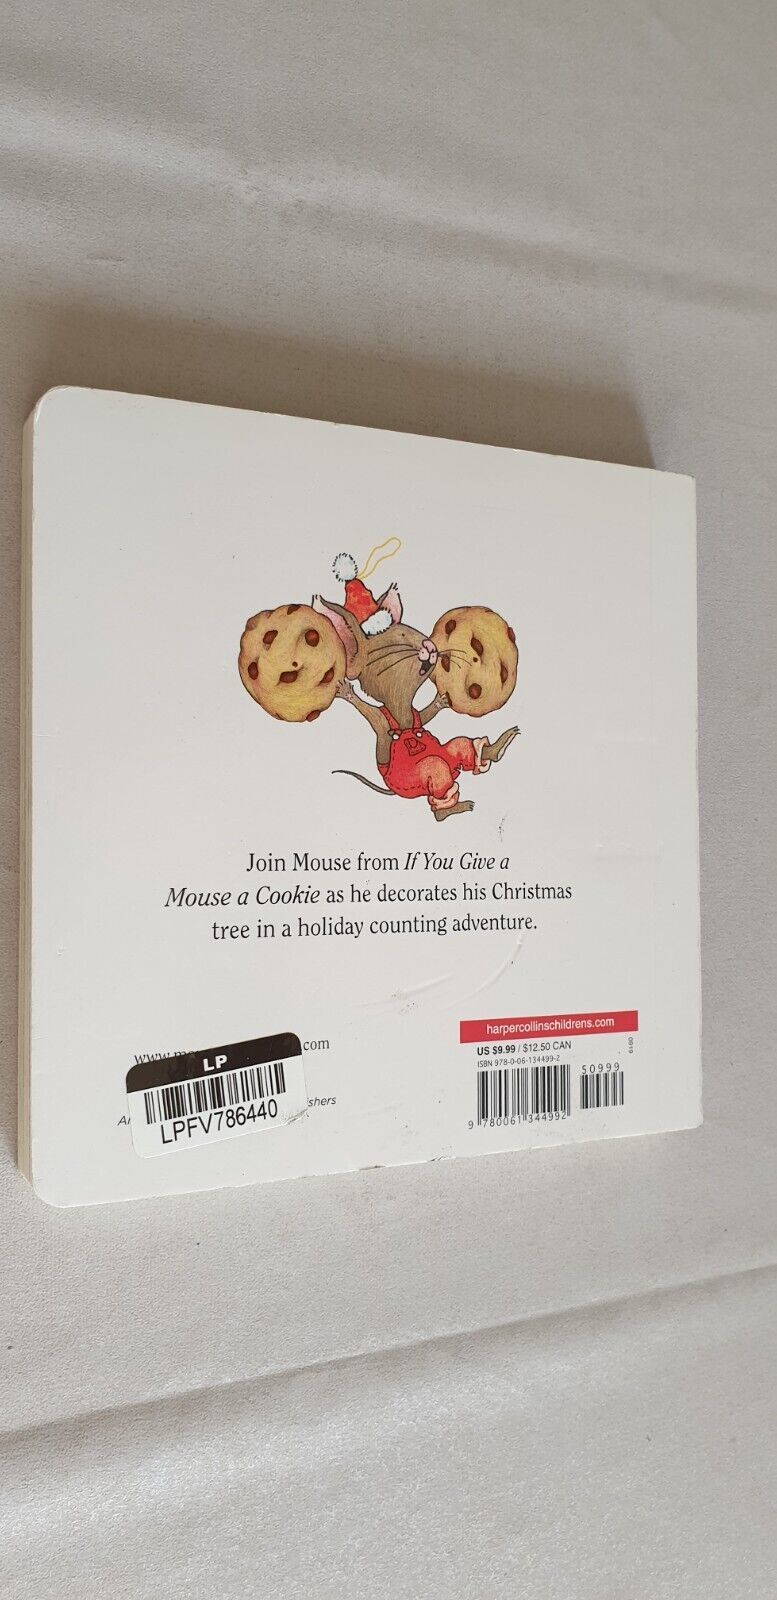 Join Mouse from If You Give a
Mouse a Cookie as he decorates his Christmas
tree in a holiday counting adventure.
.com
LP
LPFV786440
harpercollinschildrens.com
US $9.99 / $12.50 CAN
ISBN 978-0-06-134499-2
50999
9 780061 344992
0819